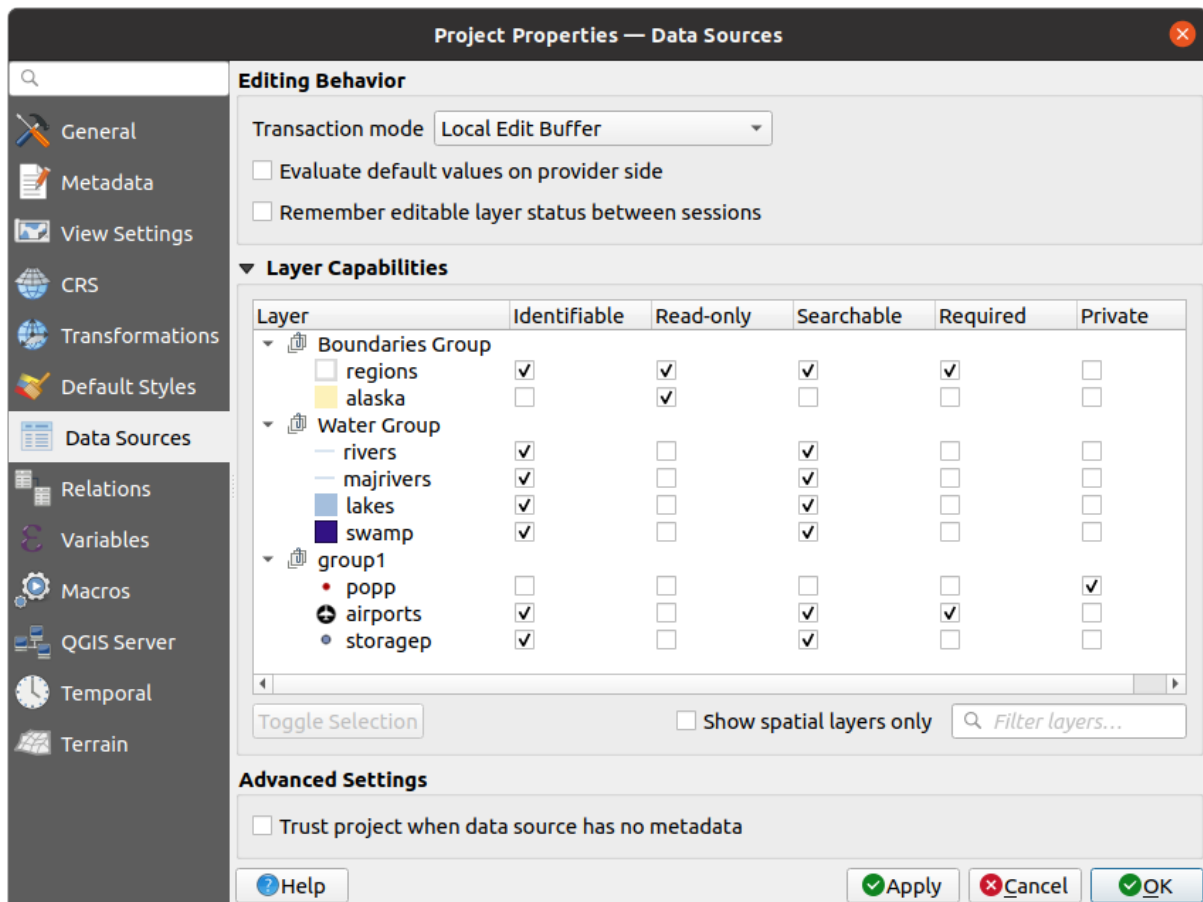 Project Properties — Data Sources
General
Metadata
View Settings
CRS
Transformations
Default Styles
Data Sources
Relations
Variables
Macros
QGIS Server
Temporal
Terrain
Editing Behavior
Transaction mode Local Edit Buffer
Evaluate default values on provider side
Remember editable layer status between sessions
Layer Capabilities
Layer Identifiable Read-only Searchable Required Private
Boundaries Group
regions
alaska
Water Group
rivers
majrivers
lakes
swamp
group1
popp
airports
storagep
Toggle Selection Show spatial layers only Filter layers...
Advanced Settings
Trust project when data source has no metadata
Help Apply Cancel OK